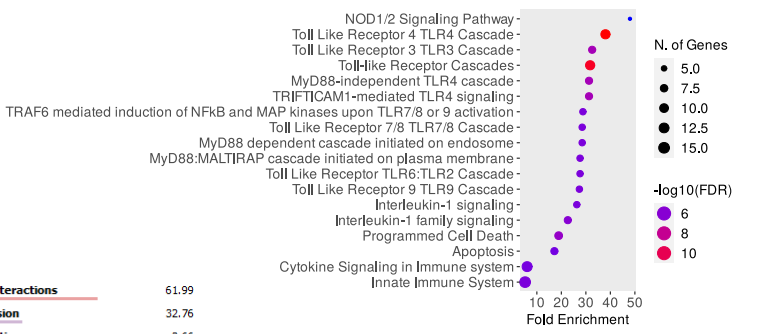 NOD1/2 Signaling Pathway
Toll Like Receptor 4 TLR4 Cascade
Toll Like Receptor 3 TLR3 Cascade
Toll-like Receptor Cascades
MyD88-independent TLR4 cascade
TRIFTICAM1-mediated TLR4 signaling
TRAF6 mediated induction of NFkB and MAP kinases upon TLR7/8 or 9 activation
Toll Like Receptor 7/8 TLR7/8 Cascade
MyD88 dependent cascade initiated on endosome
MyD88:MALTIRAP cascade initiated on plasma membrane
Toll Like Receptor TLR6:TLR2 Cascade
Toll Like Receptor 9 TLR9 Cascade
Interleukin-1 signaling
Interleukin-1 family signaling
Programmed Cell Death
Apoptosis
Cytokine Signaling in Immune system
Innate Immune System
10 20 30 40 50
Fold Enrichment
N. of Genes
5.0
7.5
10.0
12.5
15.0
-log10(FDR)
6
8
10
teractions 61.99
sion 32.76